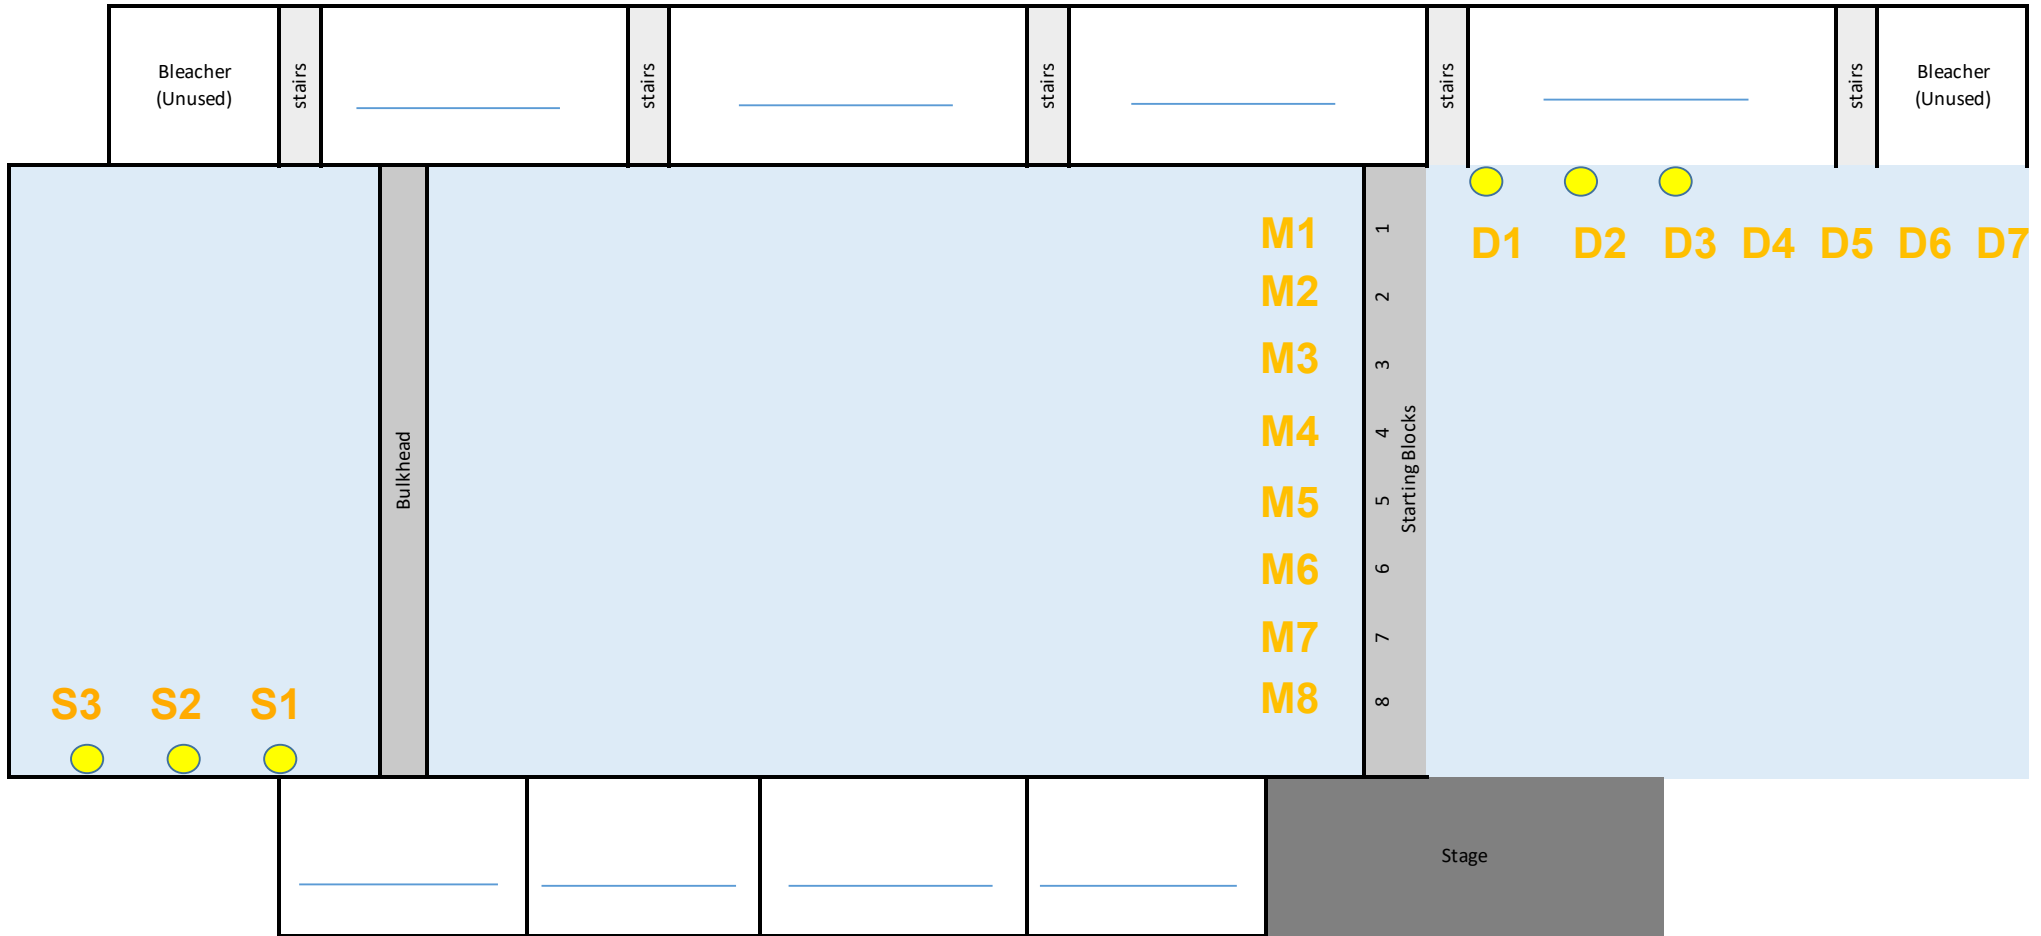 Bleacher
(Unused)
stairs
stairs
stairs
stairs
stairs
Bleacher
(Unused)
M1
M2
M3
M4
M5
M6
M7
M8
1
2
3
4
5
6
7
8
Starting Blocks
D1 D2 D3 D4 D5 D6 D7
Bulkhead
S3 S2 S1
Stage